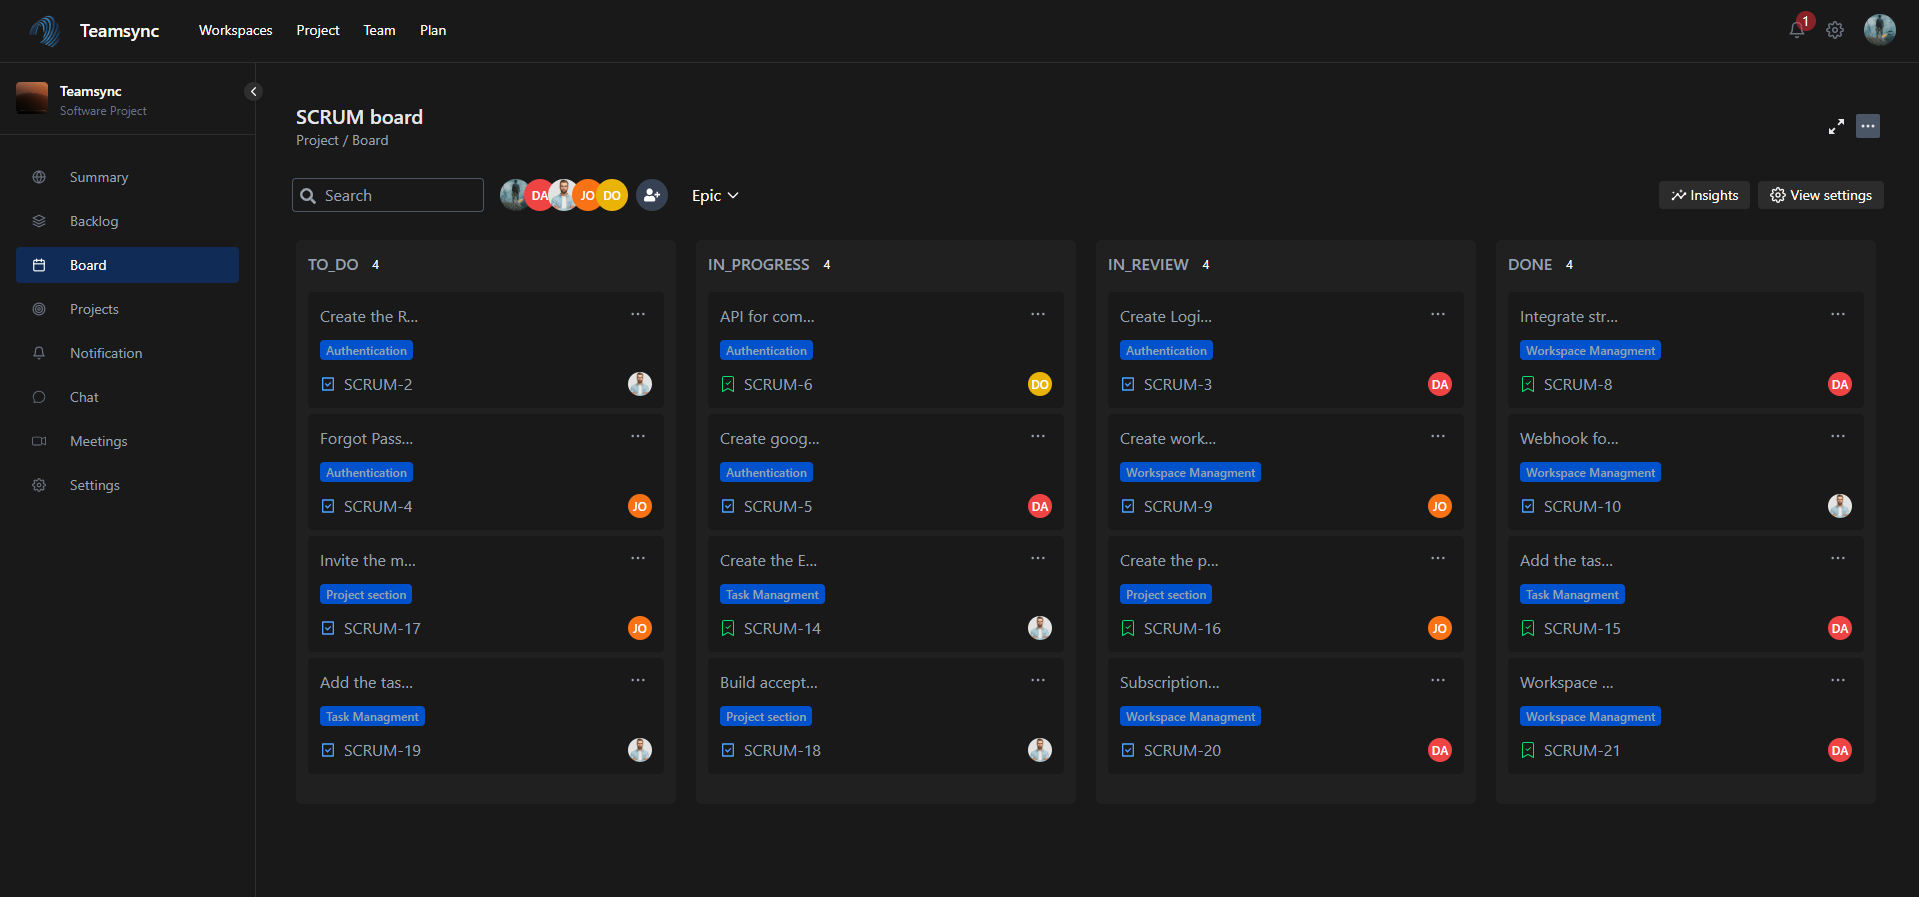 Teamsync
Workspaces Project Team Plan
1
Teamsync
Software Project
Summary
Backlog
Board
Projects
Notification
Chat
Meetings
Settings
SCRUM board
Project / Board
Search
DA JO DO
Epic
Insights
View settings
TO_DO 4
Create the R...
Authentication
SCRUM-2
Forgot Pass...
Authentication
SCRUM-4
JO
Invite the m...
Project section
SCRUM-17
JO
Add the tas...
Task Managment
SCRUM-19
IN_PROGRESS 4
API for com...
Authentication
SCRUM-6
DO
Create goog...
Authentication
SCRUM-5
DA
Create the E...
Task Managment
SCRUM-14
Build accept...
Project section
SCRUM-18
IN_REVIEW 4
Create Logi...
Authentication
SCRUM-3
DA
Create work...
Workspace Managment
SCRUM-9
JO
Create the p...
Project section
SCRUM-16
JO
Subscription...
Workspace Managment
SCRUM-20
DA
DONE 4
Integrate str...
Workspace Managment
SCRUM-8
DA
Webhook fo...
Workspace Managment
SCRUM-10
Add the tas...
Task Managment
SCRUM-15
DA
Workspace ...
Workspace Managment
SCRUM-21
DA